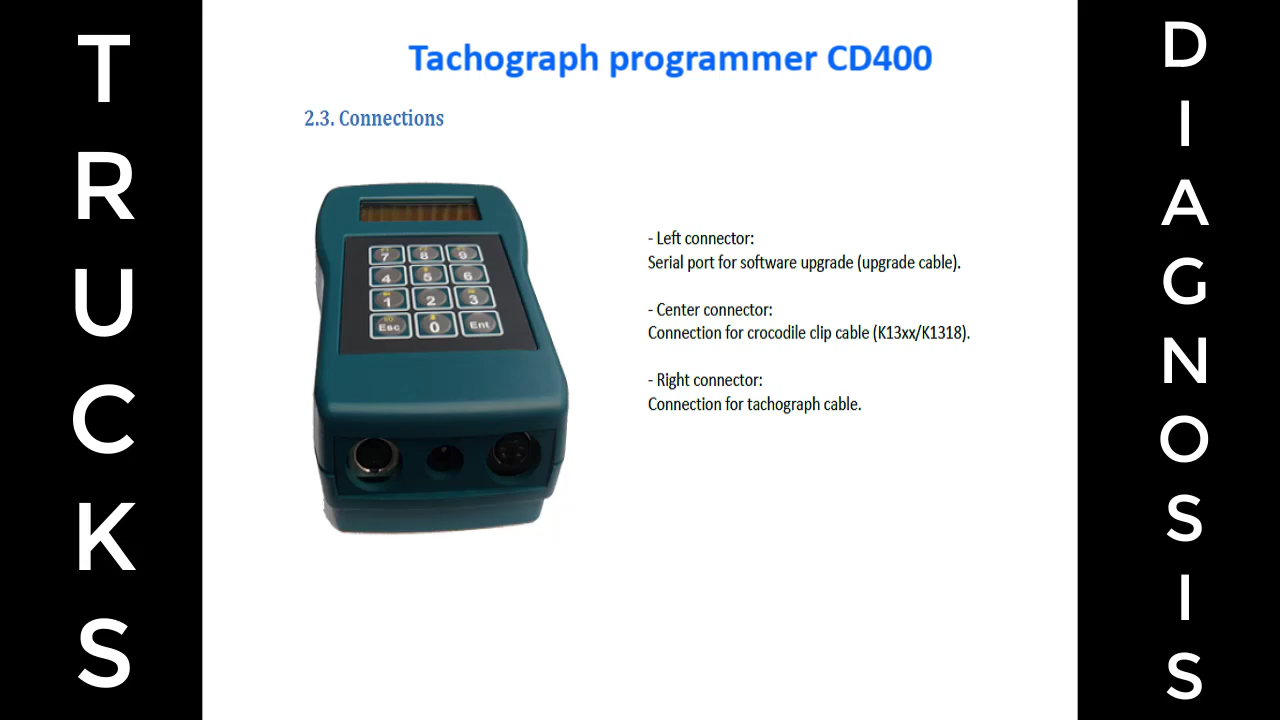 TRUCKS
Tachograph programmer CD400
2.3. Connections
7 8 9
4 5 6
1 2 3
Esc 0 Ent
- Left connector:
Serial port for software upgrade (upgrade cable).
- Center connector:
Connection for crocodile clip cable (K13xx/K1318).
- Right connector:
Connection for tachograph cable.
DIAGNOSIS